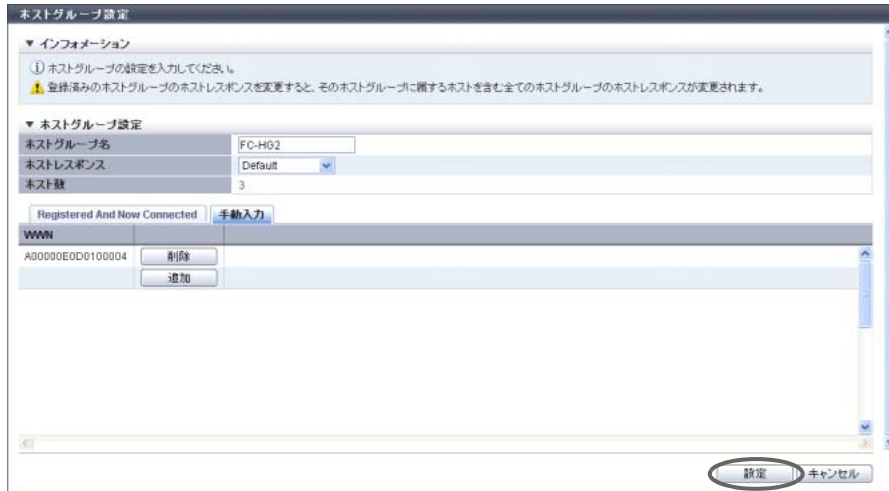 ホストグループ設定
▼ インフォメーション
ホストグループの設定を入力してください。
登録済みのホストグループのホストレスポンスを変更すると、そのホストグループに属するホストを含む全てのホストグループのホストレスポンスが変更されます。
▼ ホストグループ設定
ホストグループ名 FC-HG2
ホストレスポンス Default
ホスト数 3
Registered And Now Connected 手動入力
WWN
A00000E0D0100004 削除
追加
設定 キャンセル